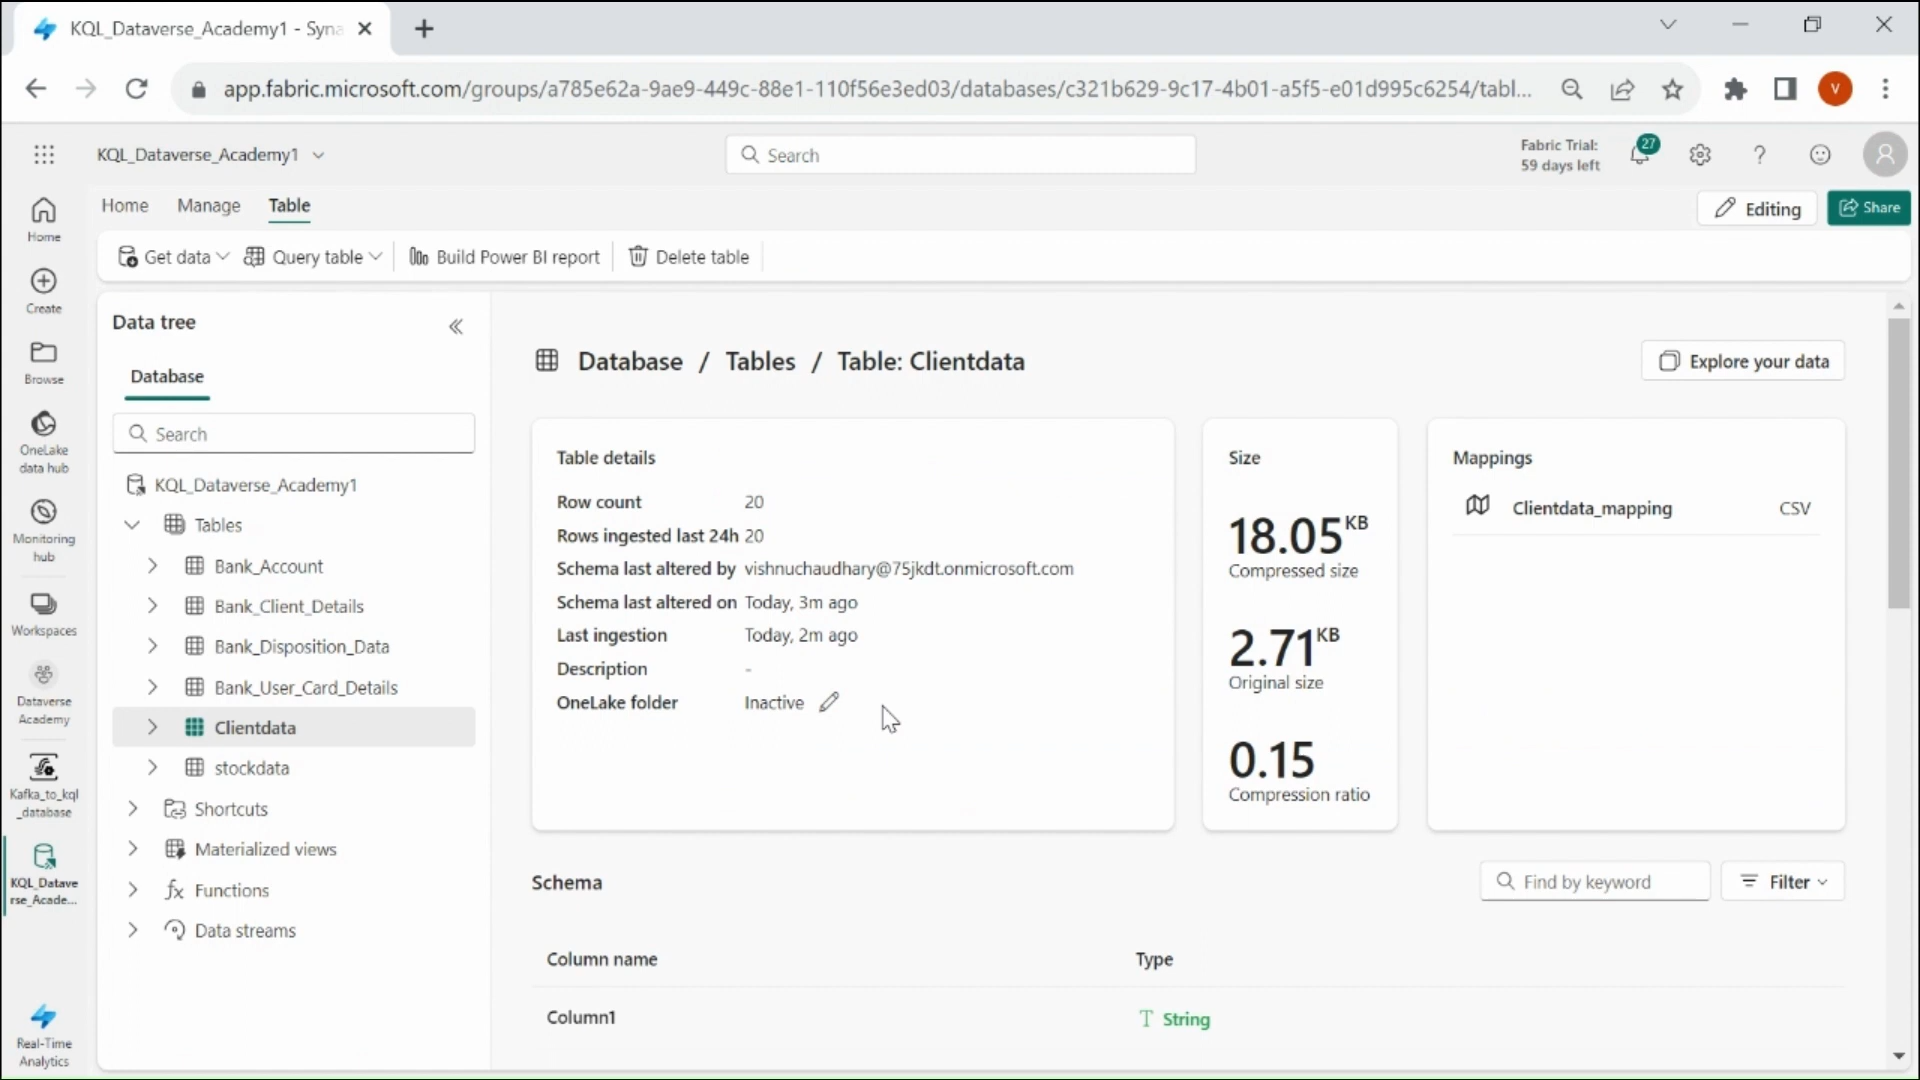 KQL_Dataverse_Academy1 - Syna
app.fabric.microsoft.com/groups/a785e62a-9ae9-449c-88e1-110f56e3ed03/databases/c321b629-9c17-4b01-a5f5-e01d995c6254/tabl...
V
KQL_Dataverse_Academy1
Search
Fabric Trial:
59 days left
27
Home
Manage
Table
Editing
Share
Get data
Query table
Build Power BI report
Delete table
Home
Create
Browse
OneLake
data hub
Monitoring
hub
Workspaces
Dataverse
Academy
Kafka_to_kql
_database
KQL_Datave
rse_Acade...
Real-Time
Analytics
Data tree
Database
Search
KQL_Dataverse_Academy1
Tables
Bank_Account
Bank_Client_Details
Bank_Disposition_Data
Bank_User_Card_Details
Clientdata
stockdata
Shortcuts
Materialized views
Functions
Data streams
Database / Tables / Table: Clientdata
Explore your data
Table details
Row count 20
Rows ingested last 24h 20
Schema last altered by vishnuchaudhary@75jkdt.onmicrosoft.com
Schema last altered on Today, 3m ago
Last ingestion Today, 2m ago
Description -
OneLake folder Inactive
Size
18.05 KB
Compressed size
2.71 KB
Original size
0.15
Compression ratio
Mappings
Clientdata_mapping CSV
Schema
Find by keyword
Filter
Column name Type
Column1 T String